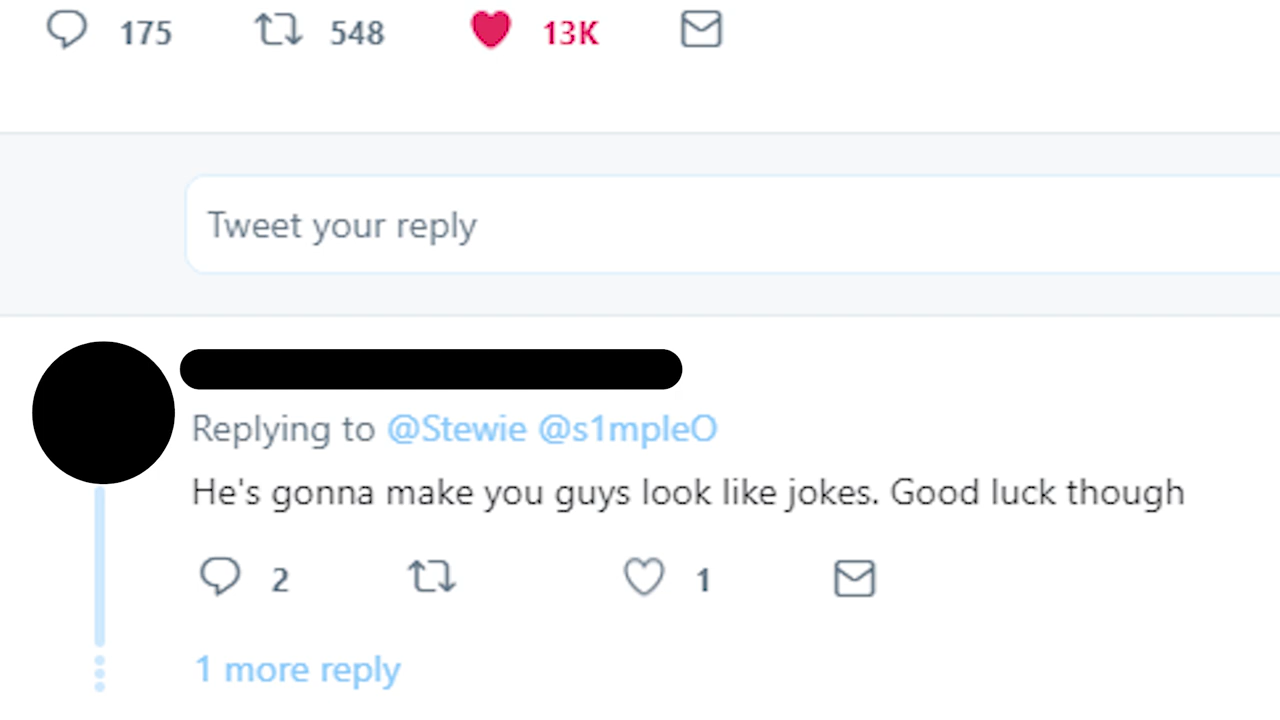 175 548 13K
Tweet your reply
Replying to @Stewie @s1mpleO
He's gonna make you guys look like jokes. Good luck though
2 1
1 more reply